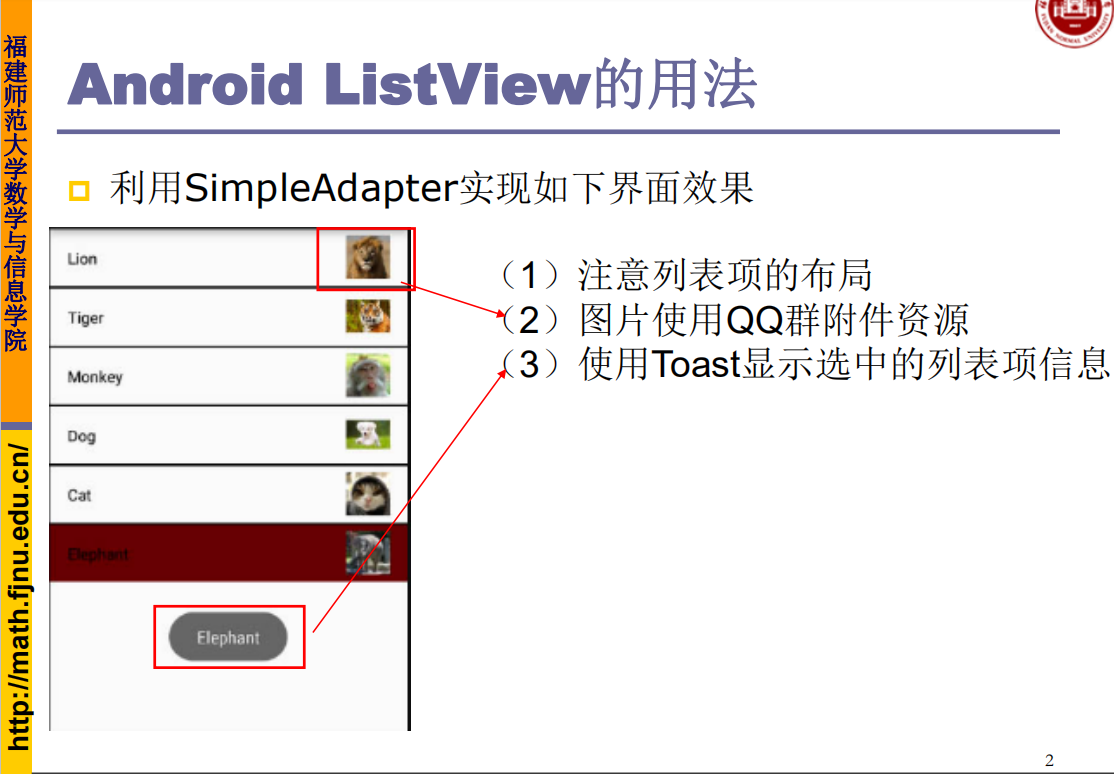 福建师范大学数学与信息学院
http://math.fjnu.edu.cn/
Android ListView的用法
利用SimpleAdapter实现如下界面效果
Lion
Tiger
Monkey
Dog
Cat
Elephant
Elephant
（1）注意列表项的布局
（2）图片使用QQ群附件资源
（3）使用Toast显示选中的列表项信息
2